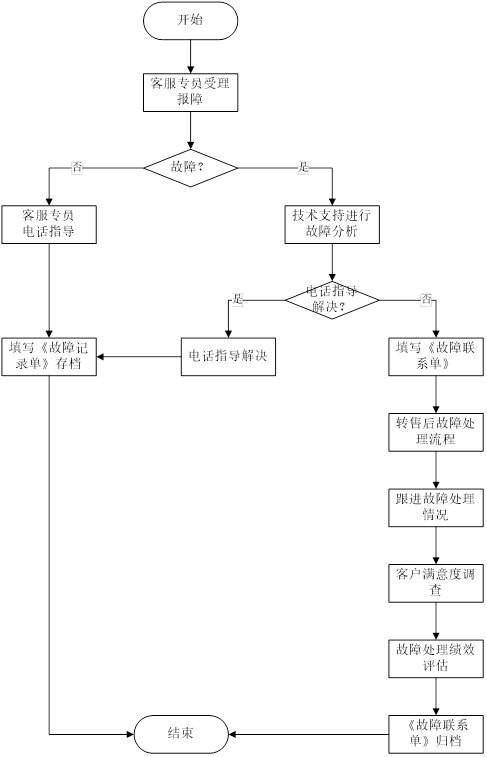 开始
客服专员受理
报障
故障？
否
是
客服专员
电话指导
技术支持进行
故障分析
电话指导
解决？
是
否
填写《故障记
录单》存档
电话指导解决
填写《故障联
系单》
转售后故障处
理流程
跟进故障处理
情况
客户满意度调
查
故障处理绩效
评估
《故障联系
单》归档
结束